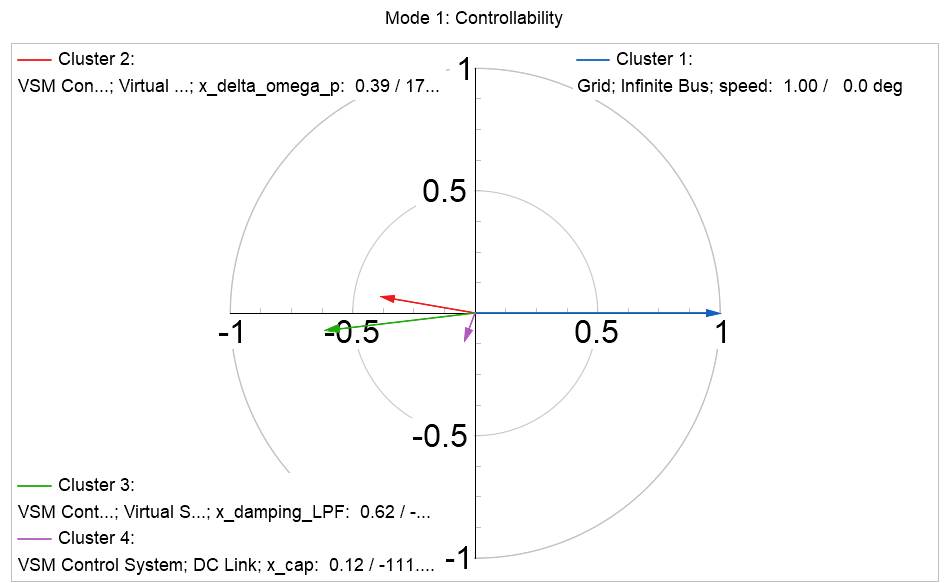 Mode 1: Controllability
Cluster 2:
VSM Con...; Virtual ...; x_delta_omega_p: 0.39 / 17...
Cluster 1:
Grid; Infinite Bus; speed: 1.00 / 0.0 deg
1
0.5
-1
-0.5
0.5
1
-0.5
-1
Cluster 3:
VSM Cont...; Virtual S...; x_damping_LPF: 0.62 / -...
Cluster 4:
VSM Control System; DC Link; x_cap: 0.12 / -111....